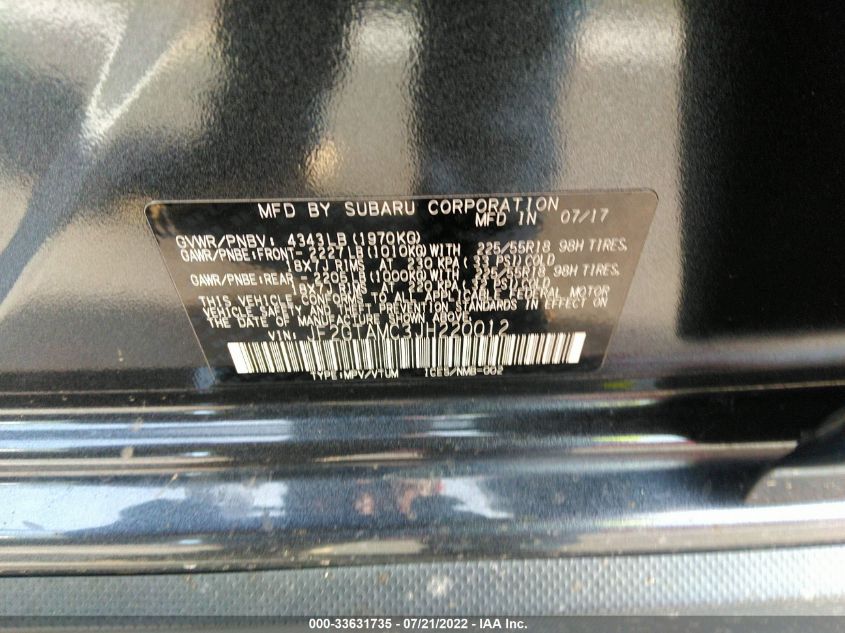 MFD BY SUBARU CORPORATION
MFD IN 07/17
GVWR/PNBV: 4343LB (1970KG)
GAWR/PNBE:FRONT-2227LB(1010KG)WITH 225/55R18 98H TIRES.
18X7J RIMS AT 230 KPA (33 PSI)COLD
GAWR/PNBE:REAR -2205LB(1000KG)WITH 225/55R18 98H TIRES.
18X7J RIMS AT 220 KPA (32 PSI)COLD
THIS VEHICLE CONFORMS TO ALL APPLICABLE FEDERAL MOTOR
VEHICLE SAFETY AND THEFT PREVENTION STANDARDS IN EFFECT ON
THE DATE OF MANUFACTURE SHOWN ABOVE.
VIN: JF2GTAMC3JH220012
TYPE:MPV/VTUM
000-33631735 - 07/21/2022 - IAA Inc.